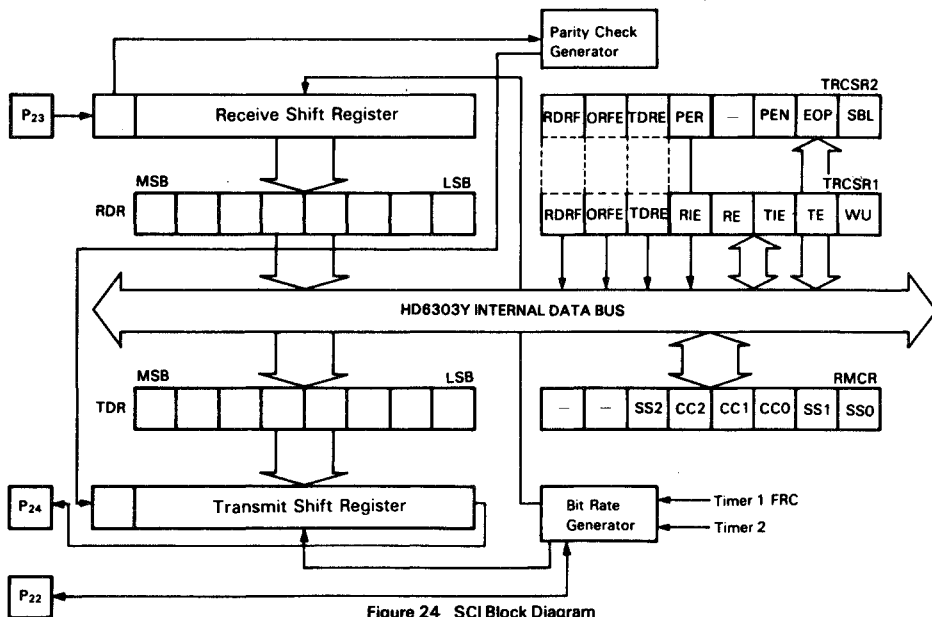 Parity Check
Generator
TRCSR2
P23
Receive Shift Register
RDRF ORFE TDRE PER – PEN EOP SBL
MSB LSB
TRCSR1
RDR
RDRF ORFE TDRE RIE RE TIE TE WU
HD6303Y INTERNAL DATA BUS
MSB LSB
RMCR
TDR
– – SS2 CC2 CC1 CC0 SS1 SS0
P24
Transmit Shift Register
Bit Rate
Generator
Timer 1 FRC
Timer 2
P22
Figure 24 SCI Block Diagram